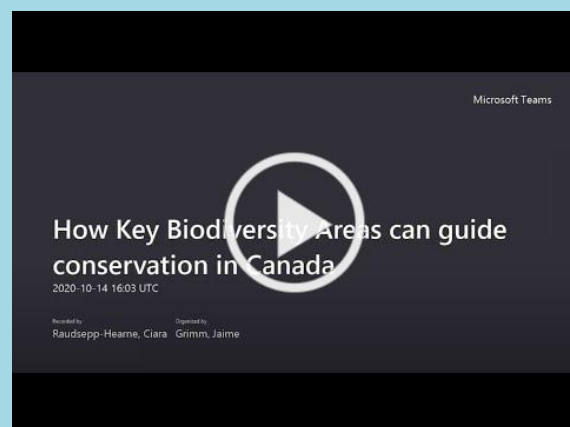 Microsoft Teams
How Key Biodiversity Areas can guide
conservation in Canada
2020-10-14 16:03 UTC
Recorded by
Organized by
Raudsepp-Hearne, Ciara
Grimm, Jaime